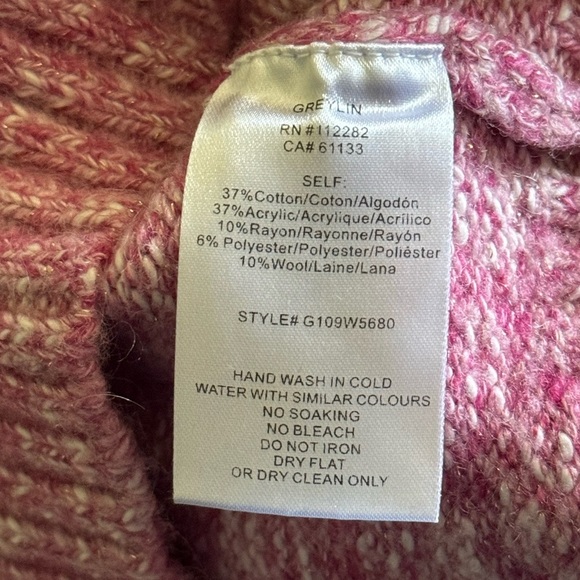 GREYLIN
RN # 112282
CA# 61133
SELF:
37%Cotton/Coton/Algodón
37%Acrylic/Acrylique/Acrílico
10%Rayon/Rayonne/Rayón
6% Polyester/Polyester/Poliéster
10%Wool/Laine/Lana
STYLE# G109W5680
HAND WASH IN COLD
WATER WITH SIMILAR COLOURS
NO SOAKING
NO BLEACH
DO NOT IRON
DRY FLAT
OR DRY CLEAN ONLY